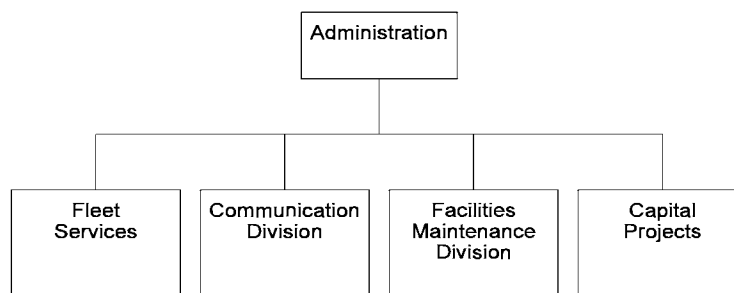 Administration
Fleet
Services
Communication
Division
Facilities
Maintenance
Division
Capital
Projects